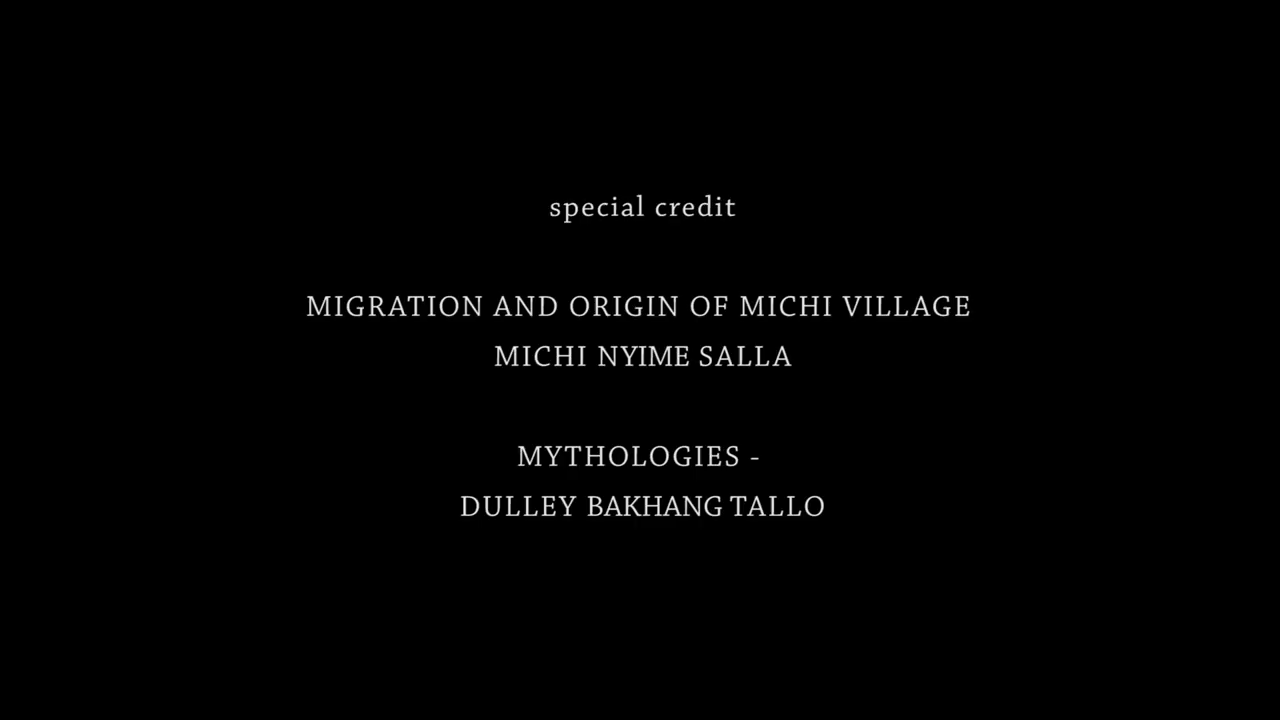 special credit
MIGRATION AND ORIGIN OF MICHI VILLAGE
MICHI NYIME SALLA
MYTHOLOGIES -
DULLEY BAKHANG TALLO